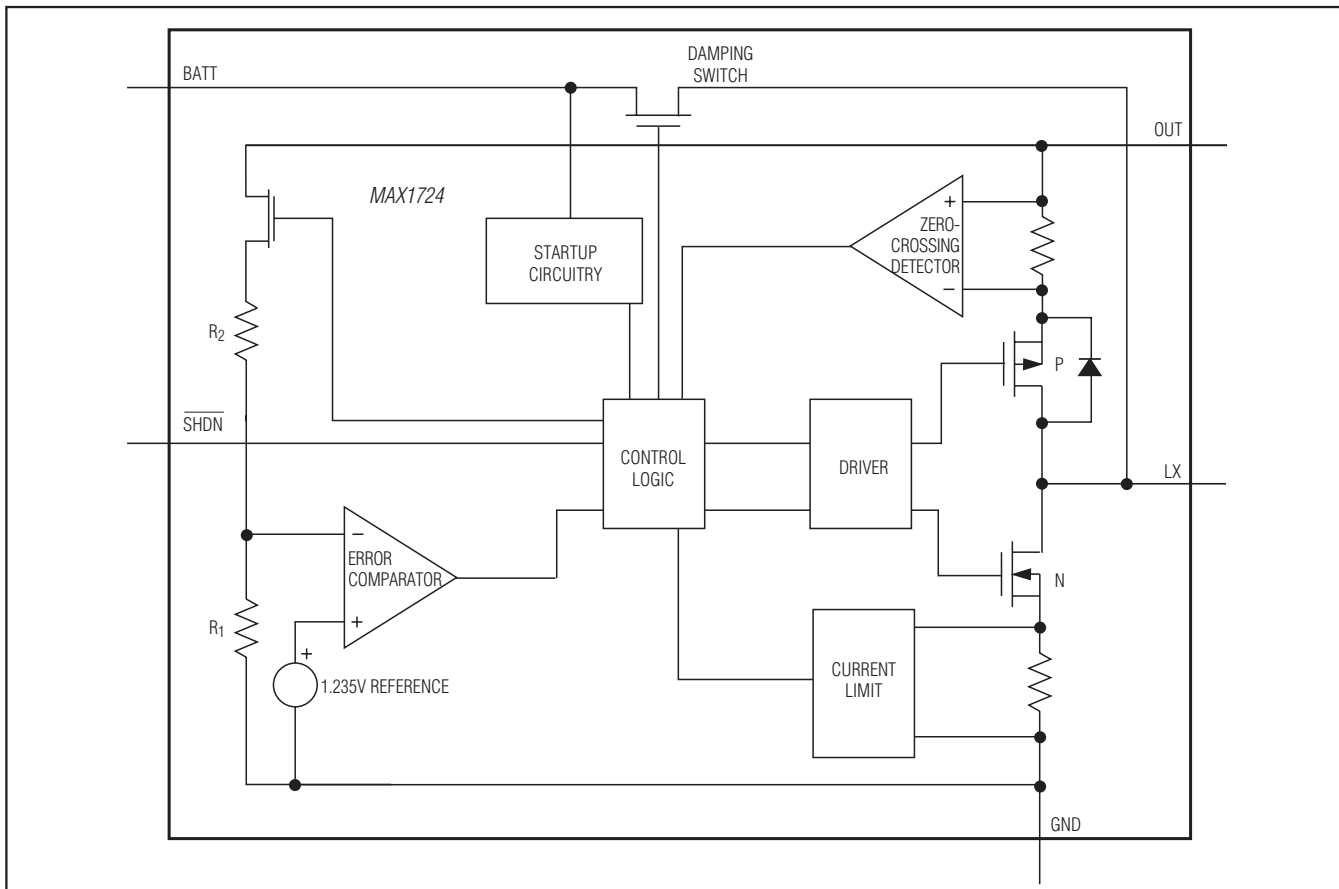 BATT
DAMPING
SWITCH
OUT
MAX1724
+
ZERO-
CROSSING
DETECTOR
−
STARTUP
CIRCUITRY
R2
P
SHDN
CONTROL
LOGIC
DRIVER
LX
−
ERROR
COMPARATOR
+
N
R1
+
1.235V REFERENCE
CURRENT
LIMIT
GND